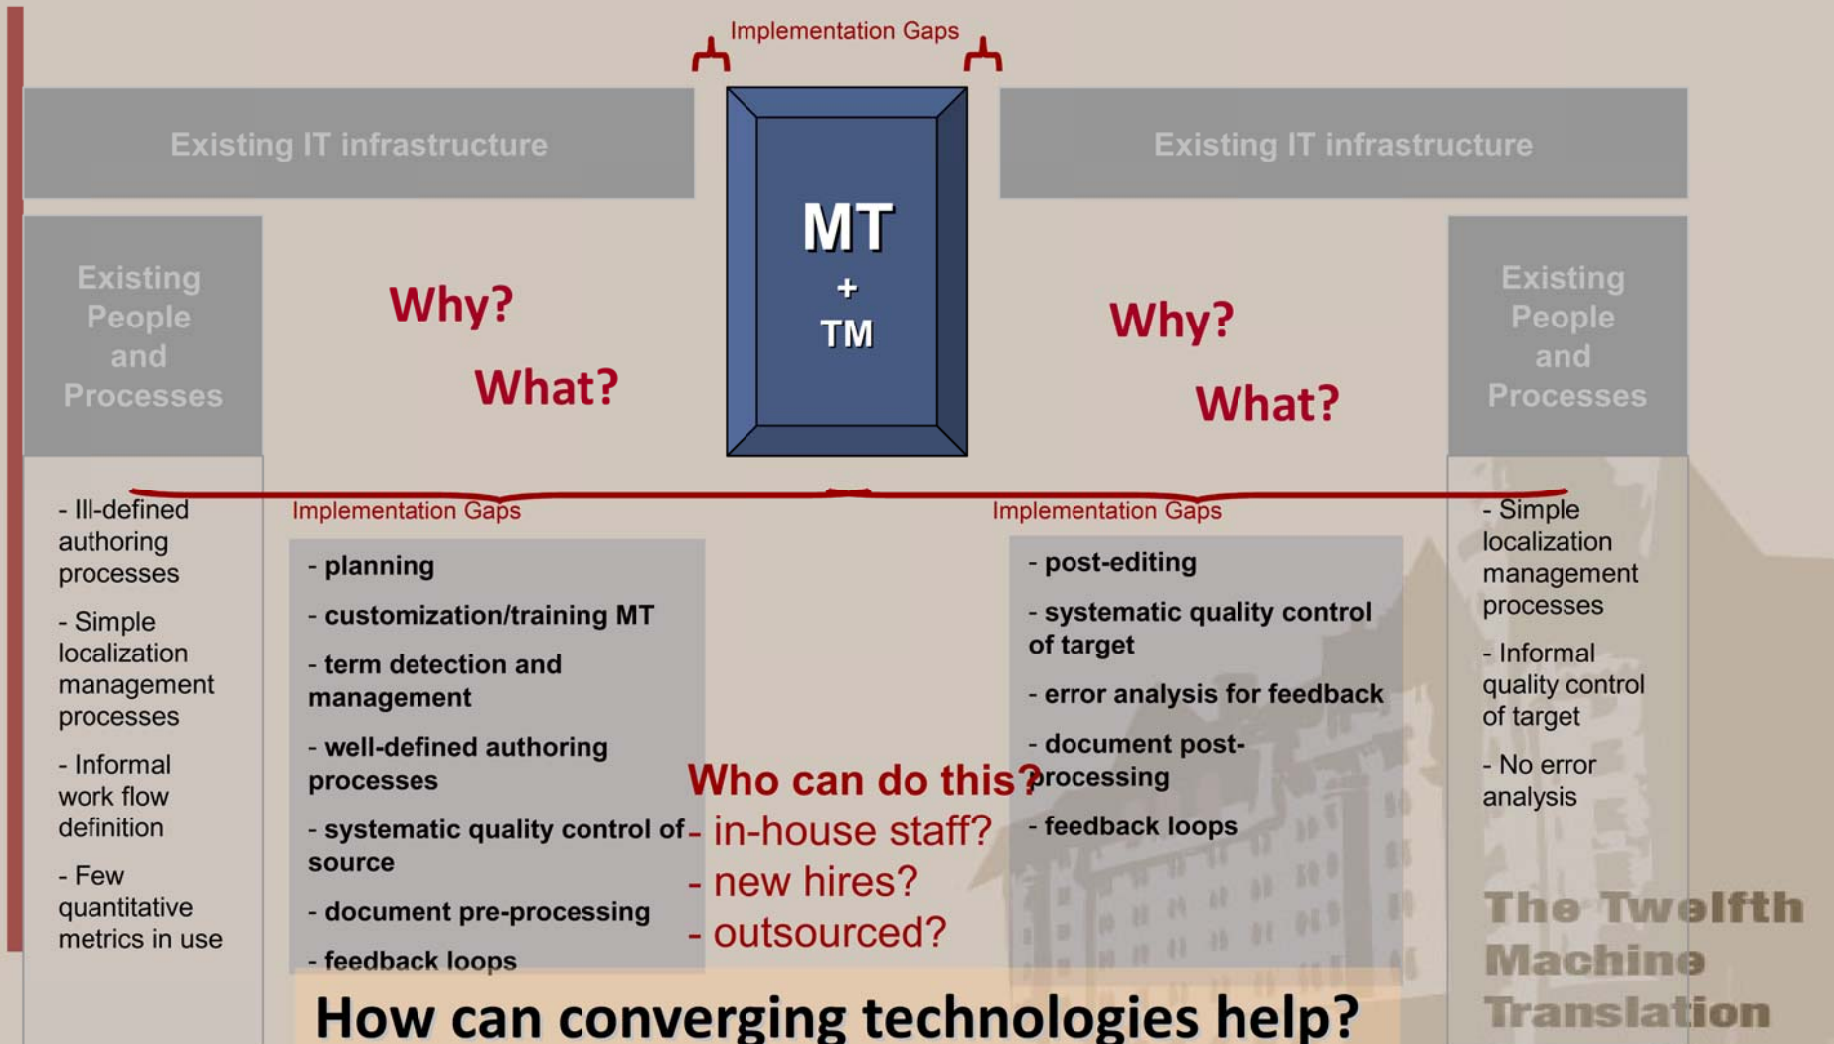 Implementation Gaps
Existing IT infrastructure
Existing IT infrastructure
MT
+
TM
Existing
People
and
Processes
Why?
What?
Why?
What?
Existing
People
and
Processes
- Ill-defined
authoring
processes
- Simple
localization
management
processes
- Informal
work flow
definition
- Few
quantitative
metrics in use
Implementation Gaps
- planning
- customization/training MT
- term detection and
management
- well-defined authoring
processes
- systematic quality control of
source
- document pre-processing
- feedback loops
Who can do this?
- in-house staff?
- new hires?
- outsourced?
Implementation Gaps
- post-editing
- systematic quality control
of target
- error analysis for feedback
- document post-
processing
- feedback loops
- Simple
localization
management
processes
- Informal
quality control
of target
- No error
analysis
The Twelfth
Machine
Translation
How can converging technologies help?